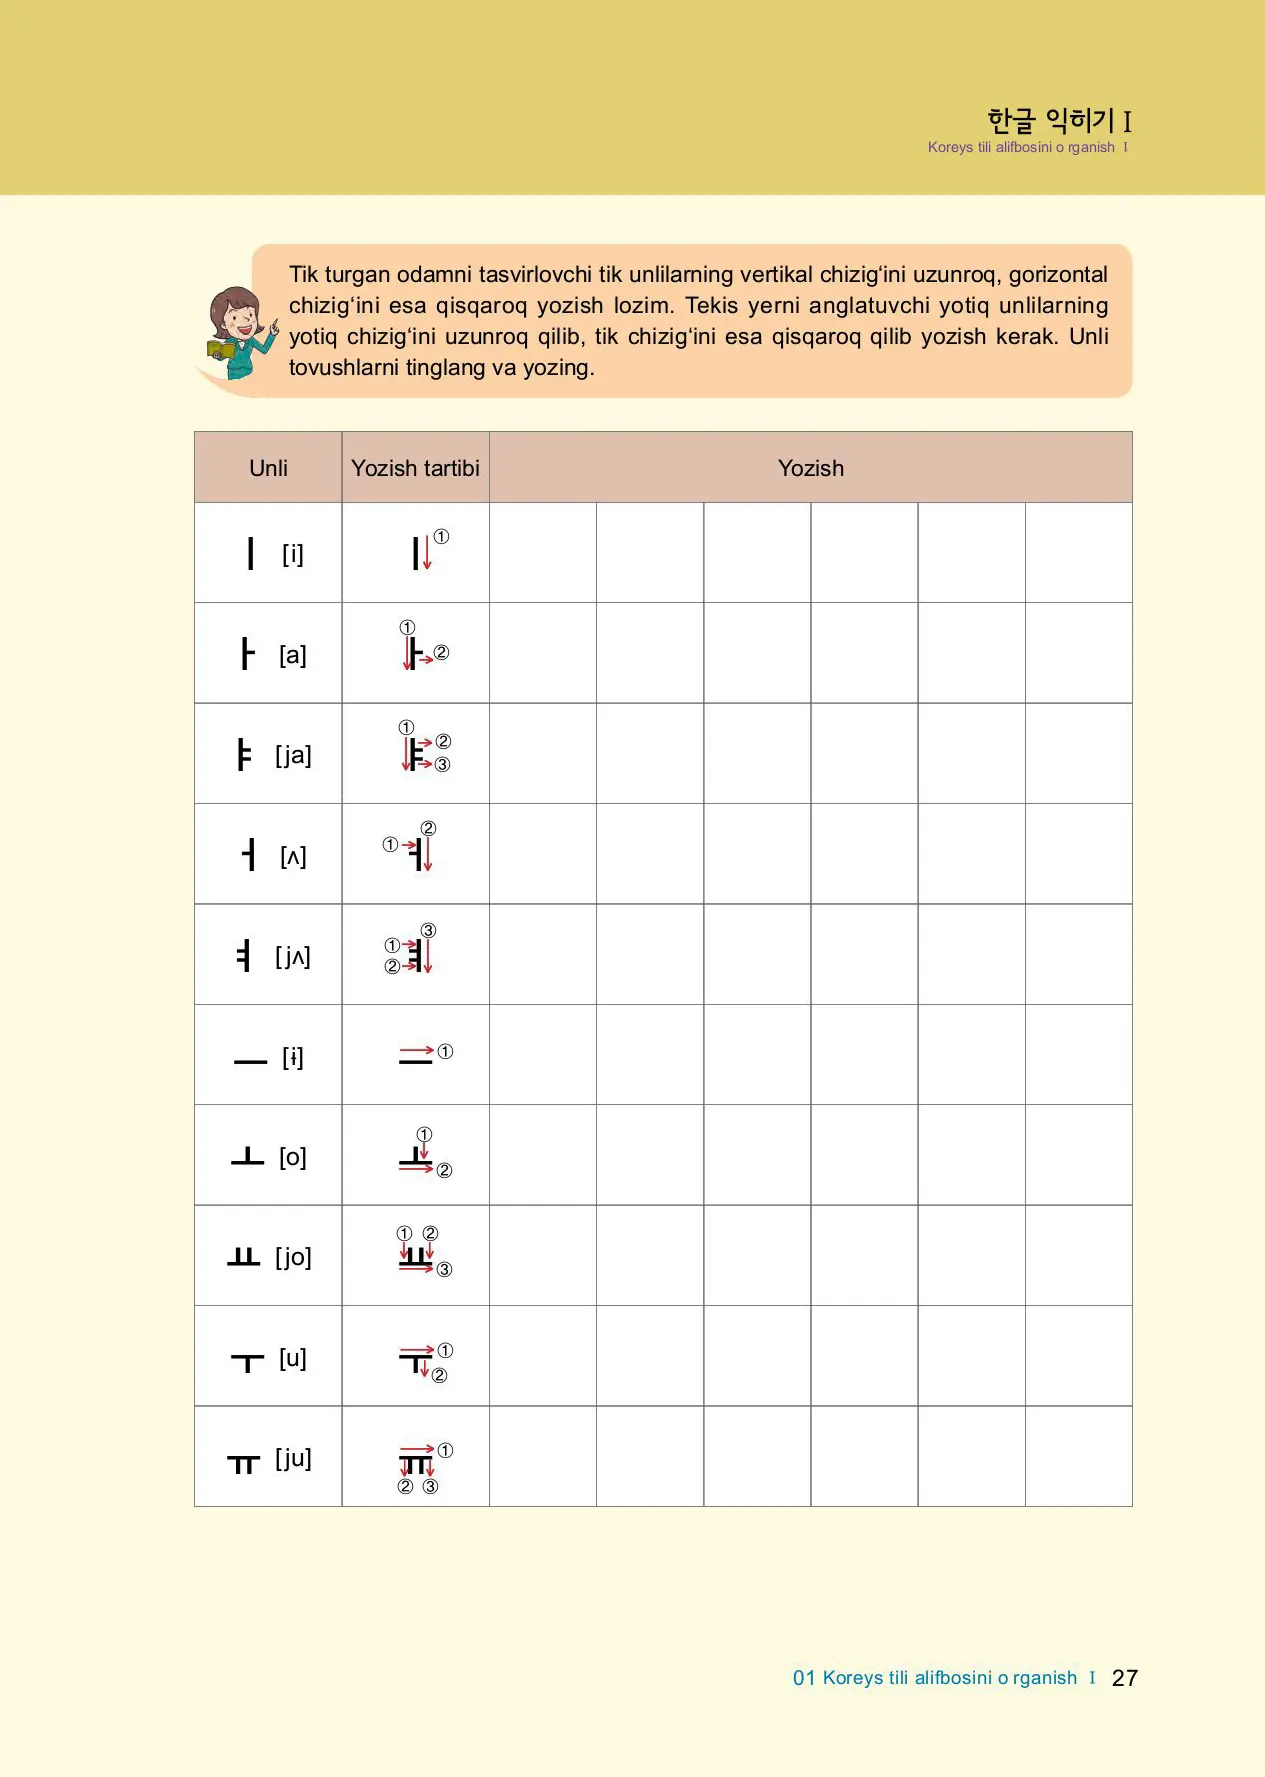 한글 익히기 I
Koreys tili alifbosini o rganish I
Tik turgan odamni tasvirlovchi tik unlilarning vertikal chizig‘ini uzunroq, gorizontal
chizig‘ini esa qisqaroq yozish lozim. Tekis yerni anglatuvchi yotiq unlilarning
yotiq chizig‘ini uzunroq qilib, tik chizig‘ini esa qisqaroq qilib yozish kerak. Unli
tovushlarni tinglang va yozing.
Unli Yozish tartibi Yozish
ㅣ [i] ㅣ ①
ㅏ [a] ① ㅏ ②
ㅑ [ja] ① ㅑ ② ③
ㅓ [ʌ] ① ㅓ ②
ㅕ [jʌ] ① ② ㅕ ③
ㅡ [ɨ] ㅡ ①
ㅗ [o] ① ㅗ ②
ㅛ [jo] ① ② ㅛ ③
ㅜ [u] ㅜ ① ②
ㅠ [ju] ㅠ ① ② ③
01 Koreys tili alifbosini o rganish I 27